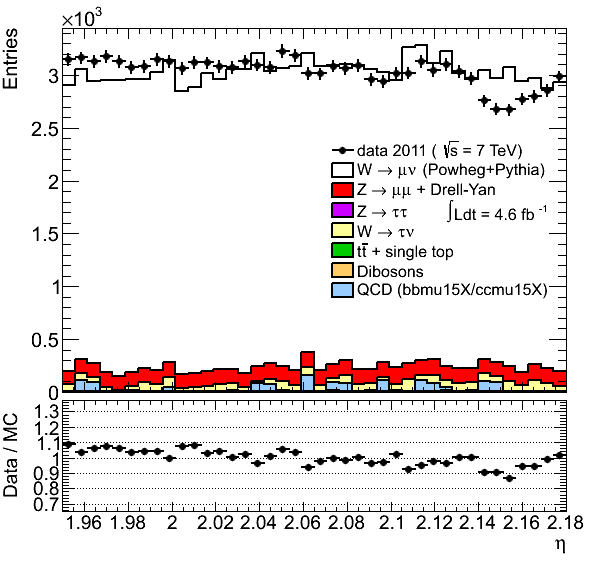 ×10³
Entries
3
2.5
2
1.5
1
0.5
0
data 2011 ( √s = 7 TeV)
W → μν (Powheg+Pythia)
Z → μμ + Drell-Yan
Z → ττ ∫Ldt = 4.6 fb⁻¹
W → τν
tt̄ + single top
Dibosons
QCD (bbmu15X/ccmu15X)
Data / MC
1.3
1.2
1.1
1
0.9
0.8
0.7
1.96 1.98 2 2.02 2.04 2.06 2.08 2.1 2.12 2.14 2.16 2.18
η